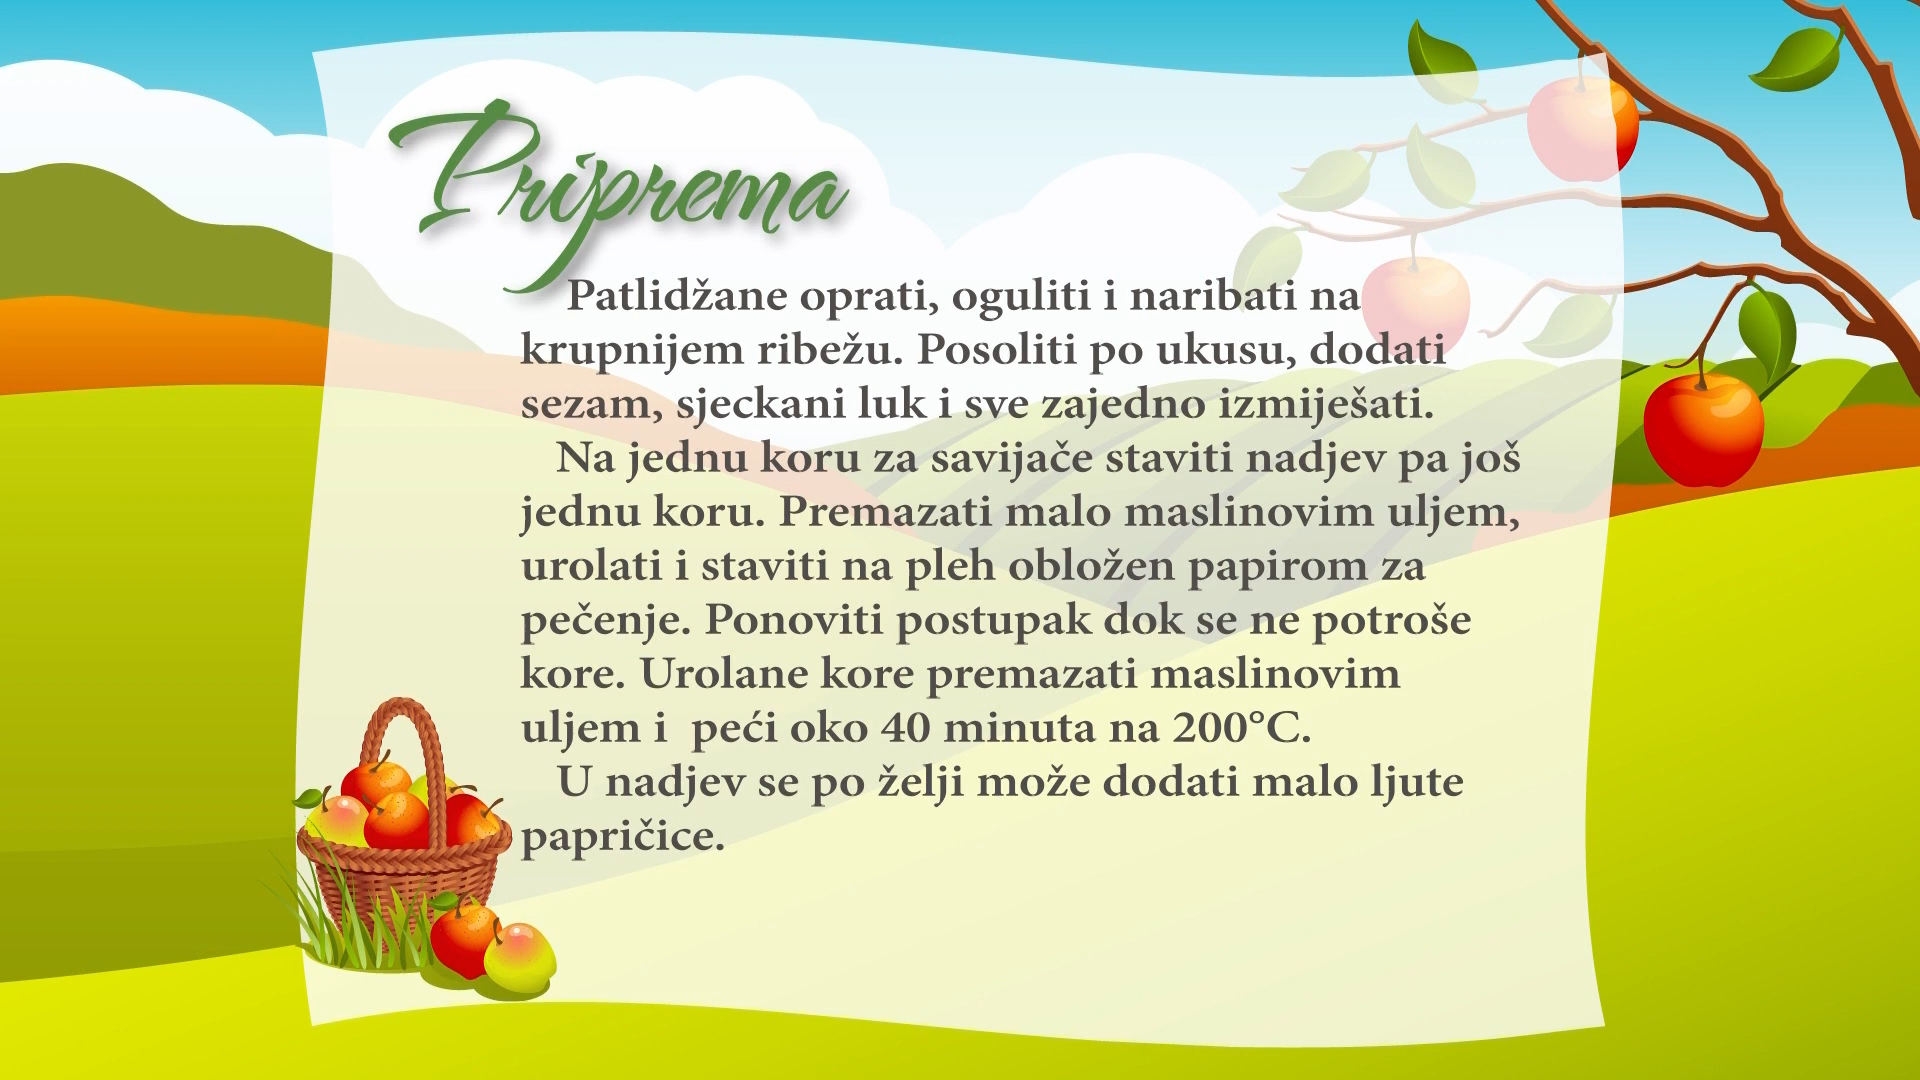 Priprema
Patlidžane oprati, oguliti i naribati na
krupnijem ribežu. Posoliti po ukusu, dodati
sezam, sjeckani luk i sve zajedno izmiješati.
Na jednu koru za savijače staviti nadjev pa još
jednu koru. Premazati malo maslinovim uljem,
urolati i staviti na pleh obložen papirom za
pečenje. Ponoviti postupak dok se ne potroše
kore. Urolane kore premazati maslinovim
uljem i  peći oko 40 minuta na 200°C.
U nadjev se po želji može dodati malo ljute
papričice.